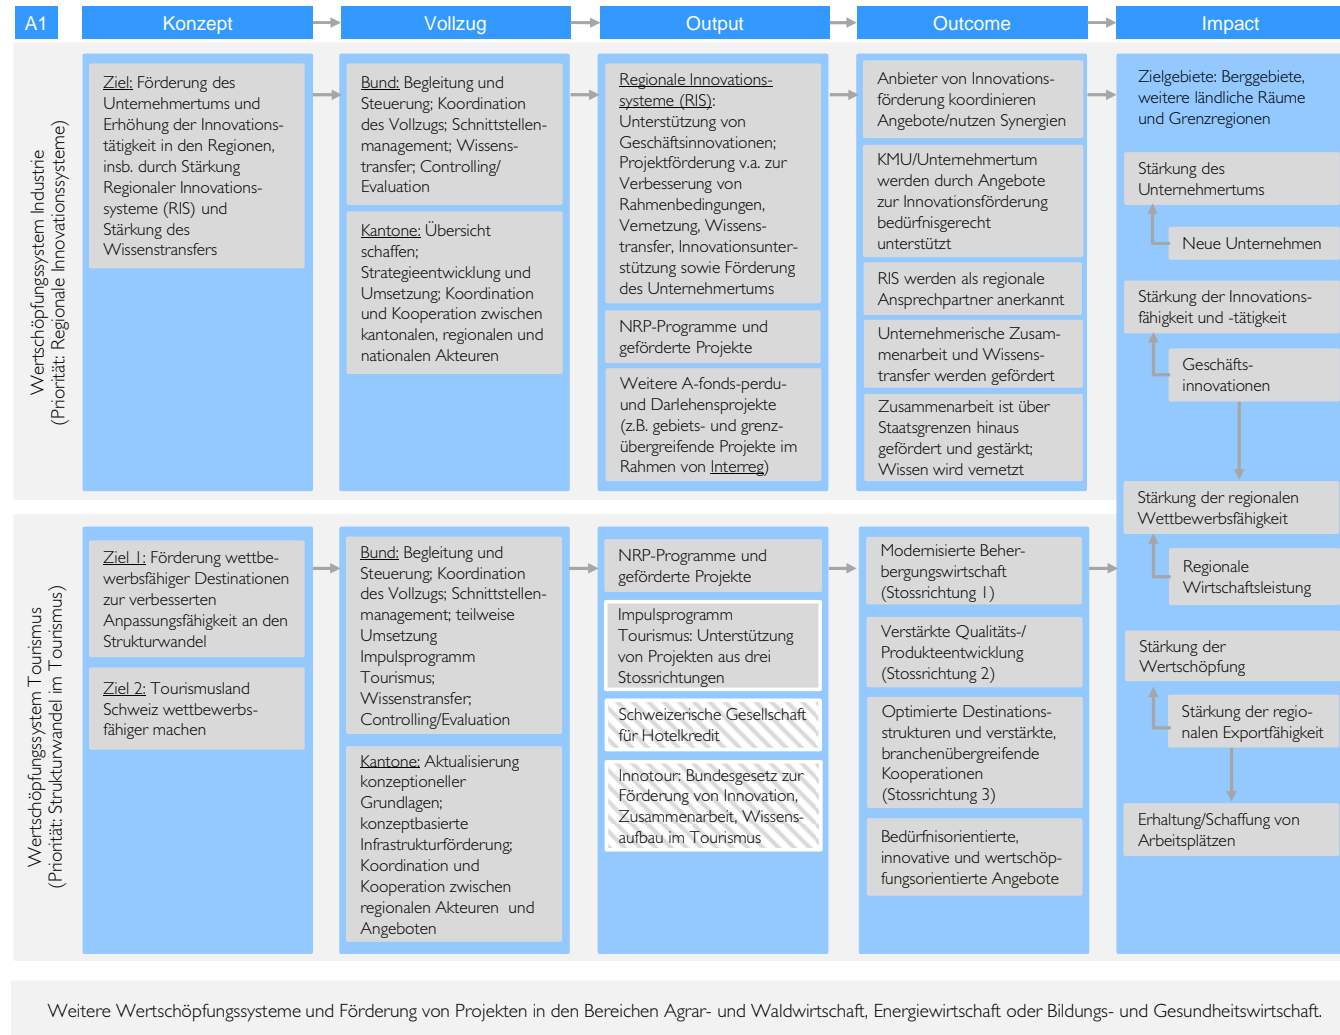 A1
Konzept
Vollzug
Output
Outcome
Impact
Wertschöpfungssystem Industrie
(Priorität: Regionale Innovationssysteme)
Ziel: Förderung des
Unternehmertums und
Erhöhung der Innovations-
tätigkeit in den Regionen,
insb. durch Stärkung
Regionaler Innovations-
systeme (RIS) und
Stärkung des
Wissenstransfers
Bund: Begleitung und
Steuerung; Koordination
des Vollzugs; Schnittstellen-
management; Wissens-
transfer; Controlling/
Evaluation
Kantone: Übersicht
schaffen;
Strategieentwicklung und
Umsetzung; Koordination
und Kooperation zwischen
kantonalen, regionalen und
nationalen Akteuren
Regionale Innovations-
systeme (RIS):
Unterstützung von
Geschäftsinnovationen;
Projektförderung v.a. zur
Verbesserung von
Rahmenbedingungen,
Vernetzung, Wissens-
transfer, Innovationsunter-
stützung sowie Förderung
des Unternehmertums
NRP-Programme und
geförderte Projekte
Weitere A-fonds-perdu-
und Darlehensprojekte
(z.B. gebiets- und grenz-
übergreifende Projekte im
Rahmen von Interreg)
Anbieter von Innovations-
förderung koordinieren
Angebote/nutzen Synergien
KMU/Unternehmertum
werden durch Angebote
zur Innovationsförderung
bedürfnisgerecht
unterstützt
RIS werden als regionale
Ansprechpartner anerkannt
Unternehmerische Zusam-
menarbeit und Wissens-
transfer werden gefördert
Zusammenarbeit ist über
Staatsgrenzen hinaus
gefördert und gestärkt;
Wissen wird vernetzt
Zielgebiete: Berggebiete,
weitere ländliche Räume
und Grenzregionen
Stärkung des
Unternehmertums
Neue Unternehmen
Stärkung der Innovations-
fähigkeit und -tätigkeit
Geschäfts-
innovationen
Stärkung der regionalen
Wettbewerbsfähigkeit
Regionale
Wirtschaftsleistung
Stärkung der
Wertschöpfung
Stärkung der regio-
nalen Exportfähigkeit
Erhaltung/Schaffung von
Arbeitsplätzen
Wertschöpfungssystem Tourismus
(Priorität: Strukturwandel im Tourismus)
Ziel 1: Förderung wettbe-
werbsfähiger Destinationen
zur verbesserten
Anpassungsfähigkeit an den
Strukturwandel
Ziel 2: Tourismusland
Schweiz wettbewerbs-
fähiger machen
Bund: Begleitung und
Steuerung; Koordination
des Vollzugs; Schnittstellen-
management; teilweise
Umsetzung
Impulsprogramm
Tourismus;
Wissenstransfer;
Controlling/Evaluation
Kantone: Aktualisierung
konzeptioneller
Grundlagen;
konzeptbasierte
Infrastrukturförderung;
Koordination und
Kooperation zwischen
regionalen Akteuren und
Angeboten
NRP-Programme und
geförderte Projekte
Impulsprogramm
Tourismus: Unterstützung
von Projekten aus drei
Stossrichtungen
Schweizerische Gesellschaft
für Hotelkredit
Innotour: Bundesgesetz zur
Förderung von Innovation,
Zusammenarbeit, Wissens-
aufbau im Tourismus
Modernisierte Beher-
bergungswirtschaft
(Stossrichtung 1)
Verstärkte Qualitäts-/
Produkteentwicklung
(Stossrichtung 2)
Optimierte Destinations-
strukturen und verstärkte,
branchenübergreifende
Kooperationen
(Stossrichtung 3)
Bedürfnisorientierte,
innovative und wertschöp-
fungsorientierte Angebote
Weitere Wertschöpfungssysteme und Förderung von Projekten in den Bereichen Agrar- und Waldwirtschaft, Energiewirtschaft oder Bildungs- und Gesundheitswirtschaft.